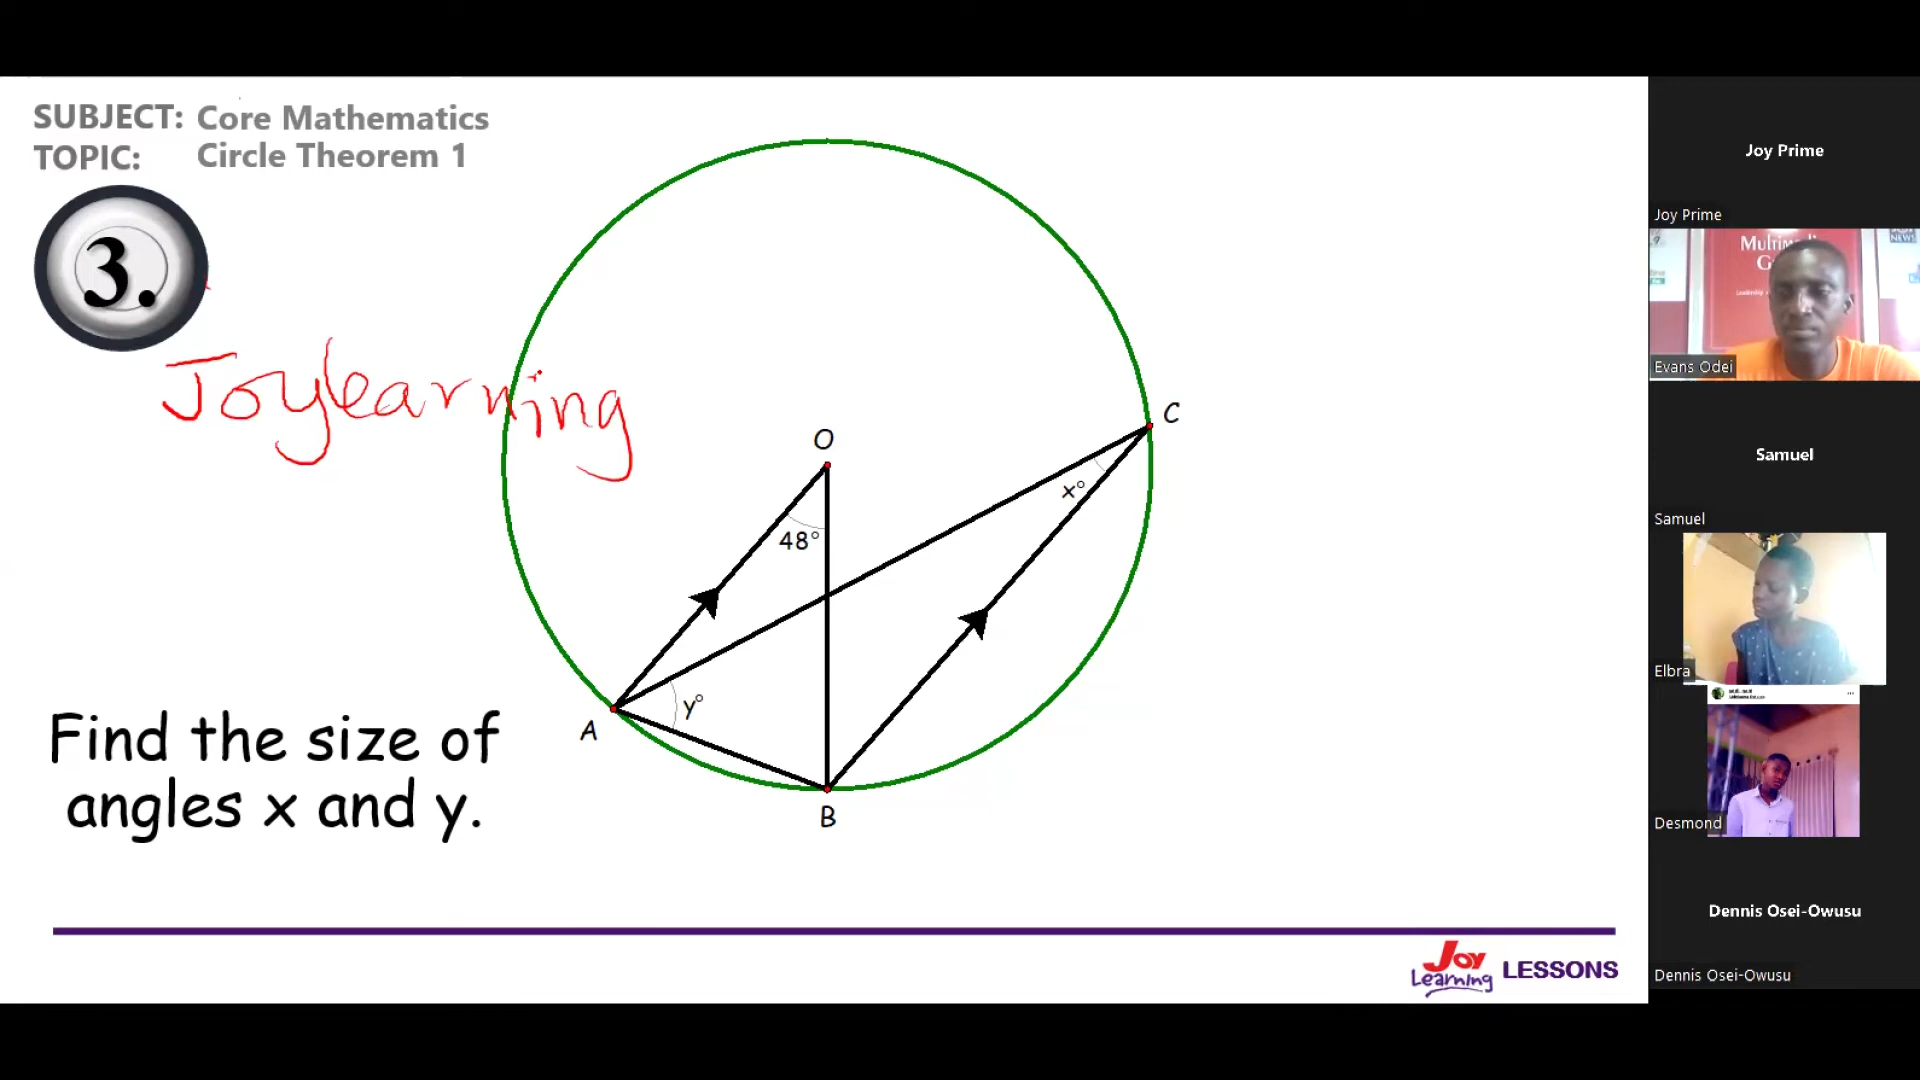 SUBJECT: Core Mathematics
TOPIC: Circle Theorem 1
3.
Joylearning
O
C
x°
48°
y°
A
B
Find the size of
angles x and y.
Joy
Learning
LESSONS
Joy Prime
Joy Prime
Evans Odei
Samuel
Samuel
Elbra
Desmond
Dennis Osei-Owusu
Dennis Osei-Owusu